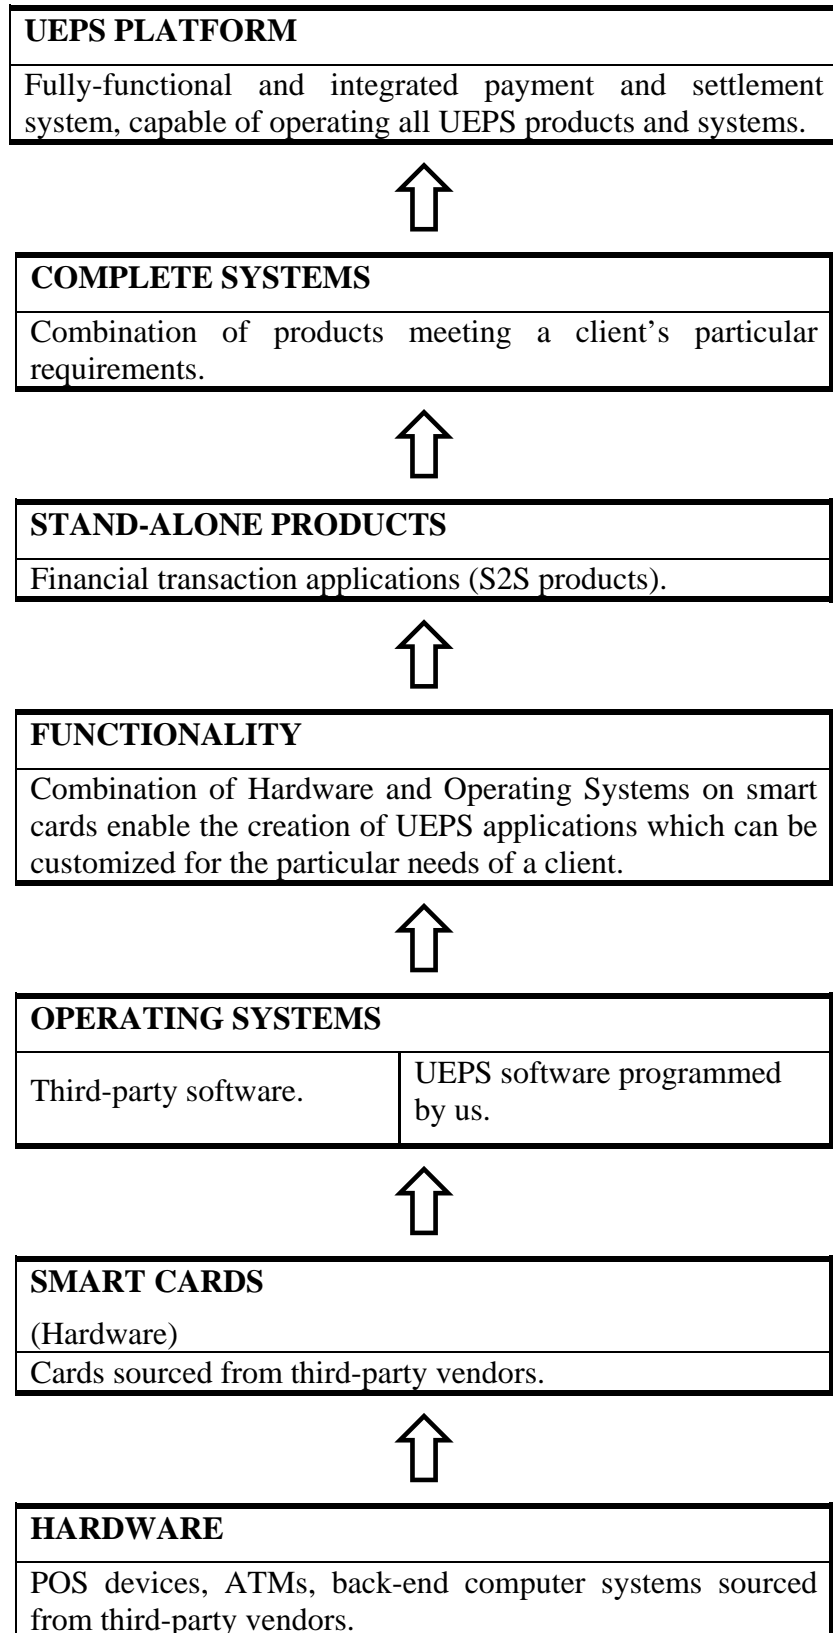 UEPS PLATFORM
Fully-functional and integrated payment and settlement
system, capable of operating all UEPS products and systems.
COMPLETE SYSTEMS
Combination of products meeting a client’s particular
requirements.
STAND-ALONE PRODUCTS
Financial transaction applications (S2S products).
FUNCTIONALITY
Combination of Hardware and Operating Systems on smart
cards enable the creation of UEPS applications which can be
customized for the particular needs of a client.
OPERATING SYSTEMS
Third-party software.
UEPS software programmed
by us.
SMART CARDS
(Hardware)
Cards sourced from third-party vendors.
HARDWARE
POS devices, ATMs, back-end computer systems sourced
from third-party vendors.